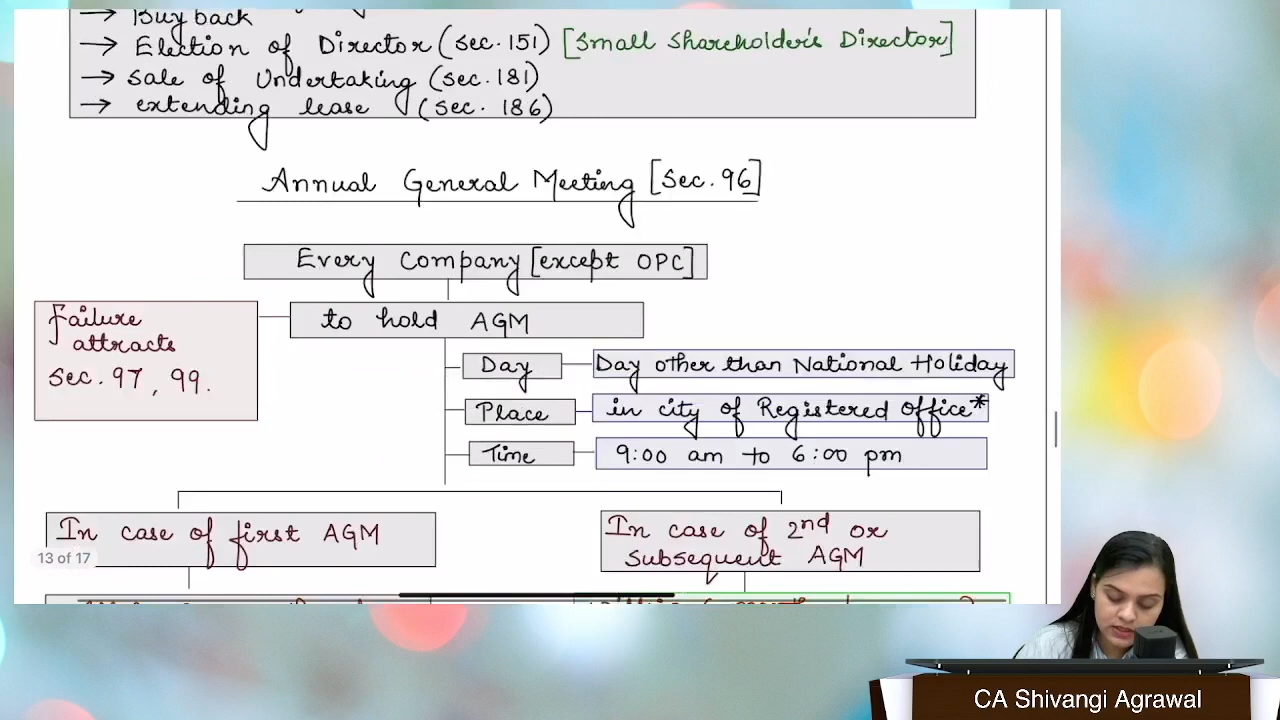 → Buy back
→ Election of Director (sec. 151) [Small Shareholder's Director]
→ Sale of Undertaking (sec. 181)
→ extending lease (sec. 186)
Annual General Meeting [Sec. 96]
Every Company [except OPC]
Failure
attracts
Sec. 97, 99.
to hold AGM
Day
Day other than National Holiday
Place
in city of Registered office*
Time
9:00 am to 6:00 pm
In case of first AGM
In case of 2nd or
subsequent AGM
13 of 17
CA Shivangi Agrawal